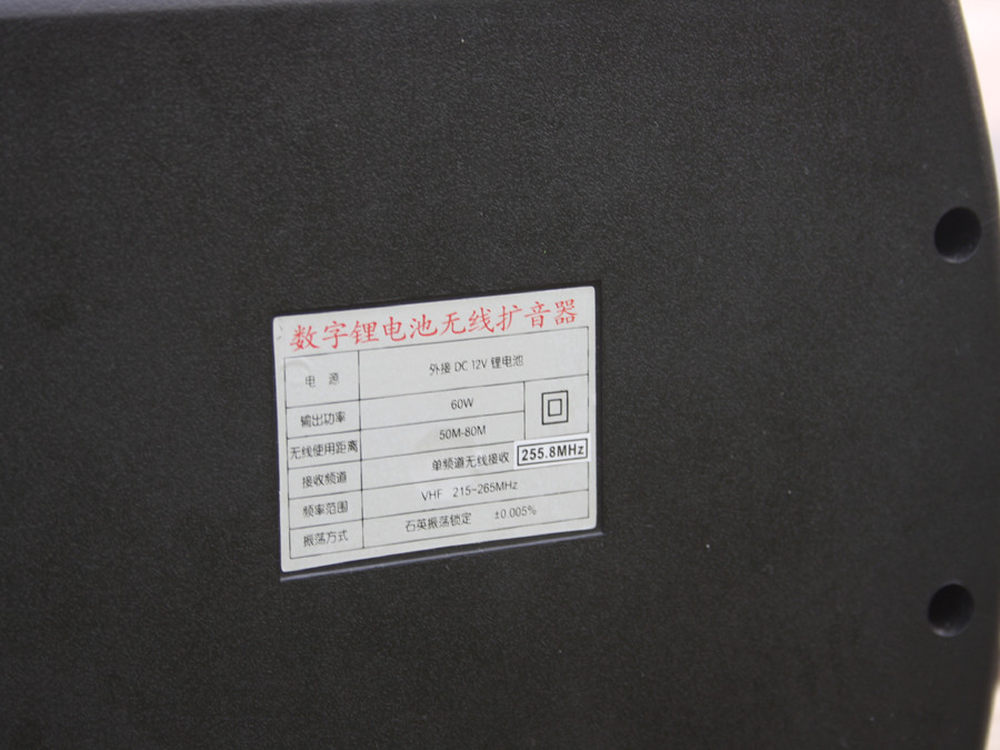 数字锂电池无线扩音器
电 源 外接 DC 12V 锂电池
输出功率 60W
无线使用距离 50M-80M
接收频道 单频道无线接收 255.8MHz
频率范围 VHF 215~265MHz
振荡方式 石英振荡锁定 ±0.005%